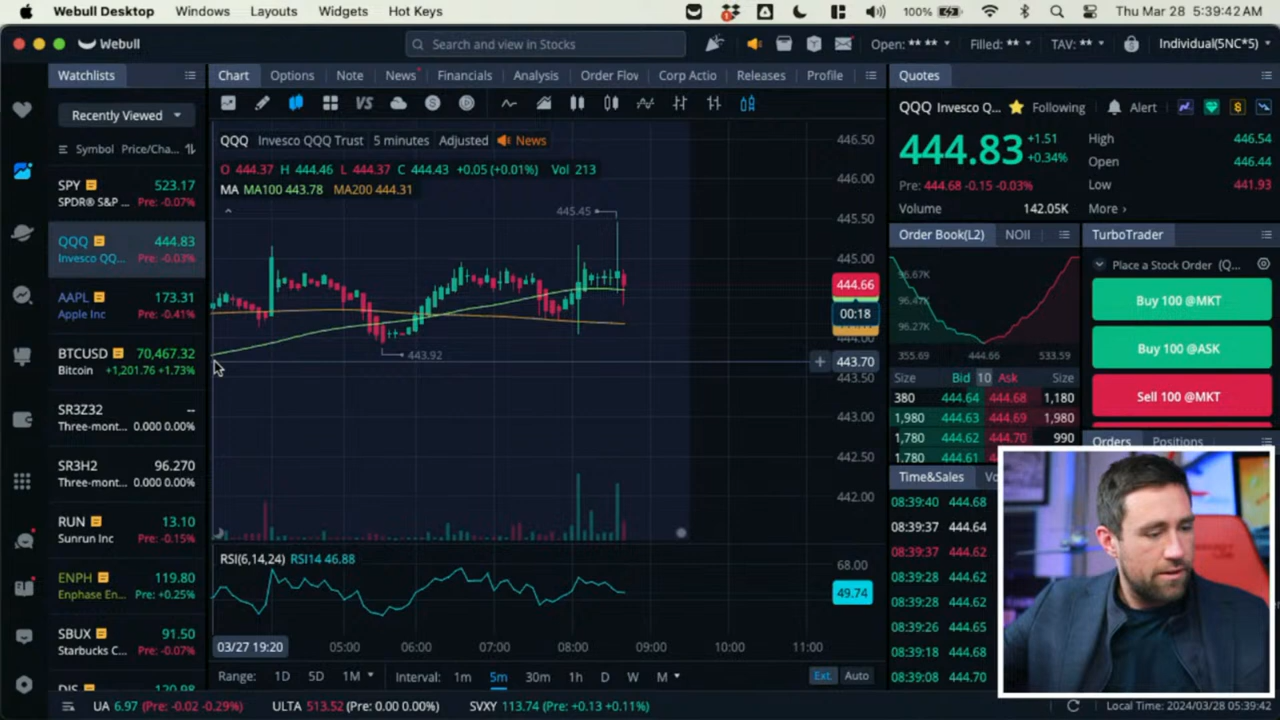 Webull Desktop Windows Layouts Widgets Hot Keys 100% Thu Mar 28 5:39:42 AM
Webull Search and view in Stocks Open: ** ** Filled: ** TAV: ** Individual(5NC*5)
Watchlists
Recently Viewed
Symbol Price/Cha...
SPY 523.17
SPDR® S&P ... Pre: -0.07%
QQQ 444.83
Invesco QQ... Pre: -0.03%
AAPL 173.31
Apple Inc Pre: -0.41%
BTCUSD 70,467.32
Bitcoin +1,201.76 +1.73%
SR3Z32 --
Three-mont... 0.000 0.00%
SR3H2 96.270
Three-mont... 0.000 0.00%
RUN 13.10
Sunrun Inc Pre: -0.15%
ENPH 119.80
Enphase En... Pre: +0.25%
SBUX 91.50
Starbucks C... Pre: -0.07%
DIS 120.98
Chart Options Note News Financials Analysis Order Flow Corp Actio Releases Profile
VS
QQQ Invesco QQQ Trust 5 minutes Adjusted News
O 444.37 H 444.46 L 444.37 C 444.43 +0.05 (+0.01%) Vol 213
MA MA100 443.78 MA200 444.31
445.45
443.92
446.50
446.00
445.50
445.00
444.66
00:18
444.00
443.70
443.50
443.00
442.50
442.00
RSI(6,14,24) RSI14 46.88
68.00
49.74
03/27 19:20 05:00 06:00 07:00 08:00 09:00 10:00 11:00
Range: 1D 5D 1M Interval: 1m 5m 30m 1h D W M Ext. Auto
Quotes
QQQ Invesco Q... Following Alert
444.83 +1.51
+0.34%
Pre: 444.68 -0.15 -0.03%
Volume 142.05K
High 446.54
Open 446.44
Low 441.93
More
Order Book(L2) NOII
96.67K
96.47K
96.27K
355.69 444.66 533.59
Size Bid 10 Ask Size
380 444.64 444.68 1,180
1,980 444.63 444.69 1,980
1,780 444.62 444.70 990
1.780 444.61
TurboTrader
Place a Stock Order (Q...
Buy 100 @MKT
Buy 100 @ASK
Sell 100 @MKT
Orders Positions
Time&Sales
08:39:40 444.68
08:39:37 444.64
08:39:37 444.62
08:39:28 444.62
08:39:28 444.62
08:39:26 444.65
08:39:18 444.68
08:39:08 444.70
UA 6.97 (Pre: -0.02 -0.29%) ULTA 513.52 (Pre: 0.00 0.00%) SVXY 113.74 (Pre: +0.13 +0.11%) Local Time: 2024/03/28 05:39:42